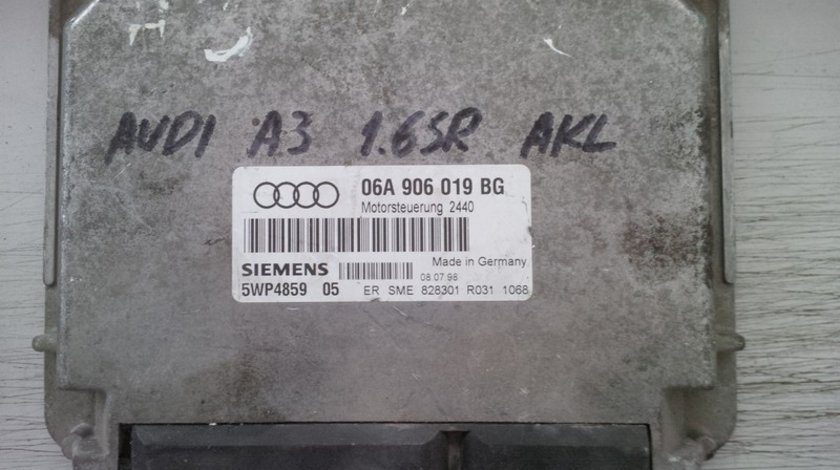 AUDI A3 1.6SR AKL
06A 906 019 BG
Motorsteuerung 2440
Made in Germany
SIEMENS
08.07.98
5WP4859 05 ER SME 828301 R031 1068